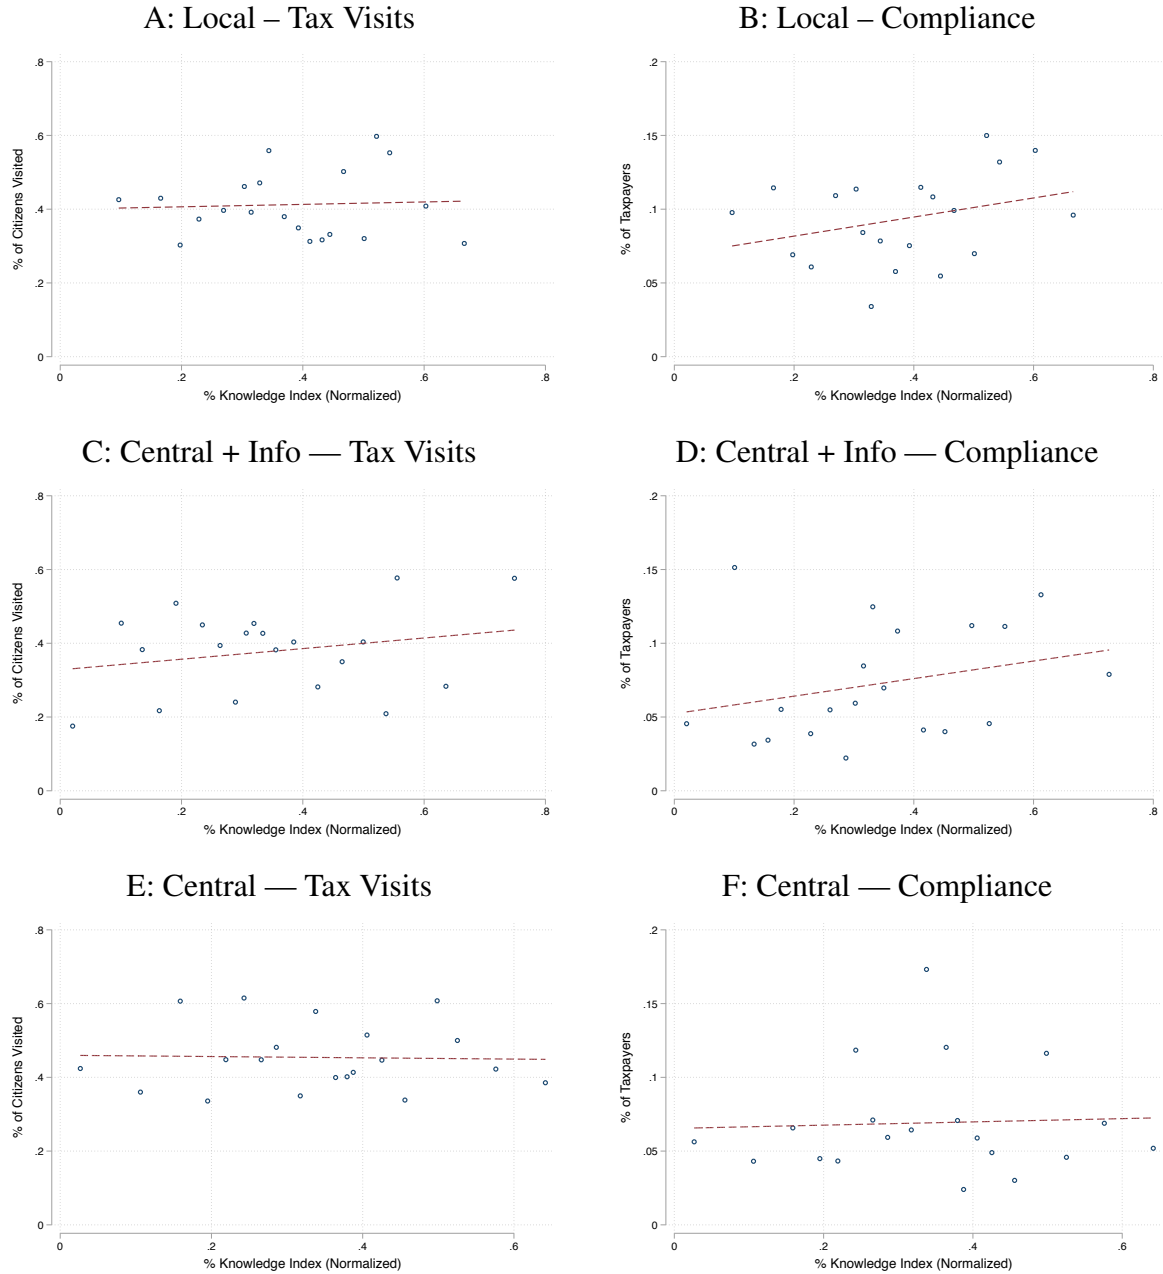 A: Local – Tax Visits
B: Local – Compliance
% of Citizens Visited
.8
.6
.4
.2
0
0 .2 .4 .6 .8
% Knowledge Index (Normalized)
% of Taxpayers
.2
.15
.1
.05
0
0 .2 .4 .6 .8
% Knowledge Index (Normalized)
C: Central + Info — Tax Visits
D: Central + Info — Compliance
% of Citizens Visited
.8
.6
.4
.2
0
0 .2 .4 .6 .8
% Knowledge Index (Normalized)
% of Taxpayers
.2
.15
.1
.05
0
0 .2 .4 .6 .8
% Knowledge Index (Normalized)
E: Central — Tax Visits
F: Central — Compliance
% of Citizens Visited
.8
.6
.4
.2
0
0 .2 .4 .6
% Knowledge Index (Normalized)
% of Taxpayers
.2
.15
.1
.05
0
0 .2 .4 .6
% Knowledge Index (Normalized)